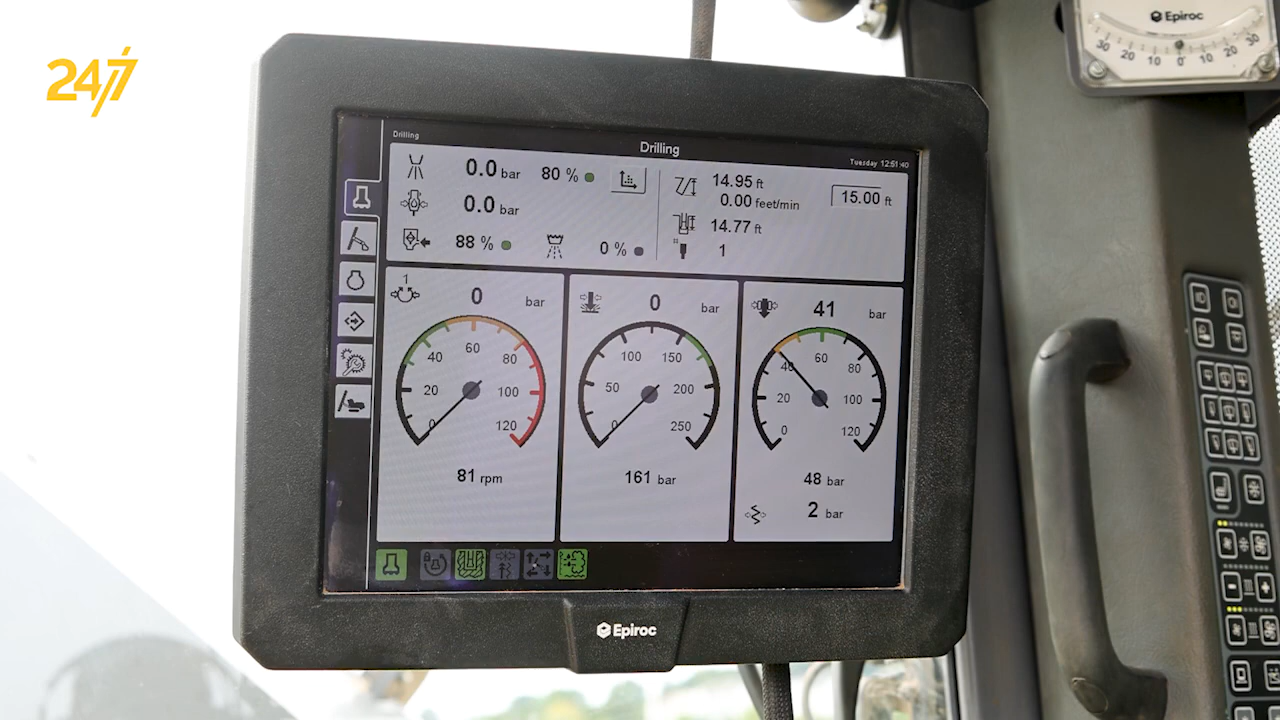 24/7
Epiroc
30 20 10 0 10 20 30
Drilling
Drilling
Tuesday 12:51:40
0.0 bar 80 %
14.95 ft
0.00 feet/min
15.00 ft
0.0 bar
14.77 ft
88 %
0 %
1
1
0 bar
0 bar
41 bar
0 20 40 60 80 100 120
0 50 100 150 200 250
0 20 40 60 80 100 120
81 rpm
161 bar
48 bar
2 bar
Epiroc